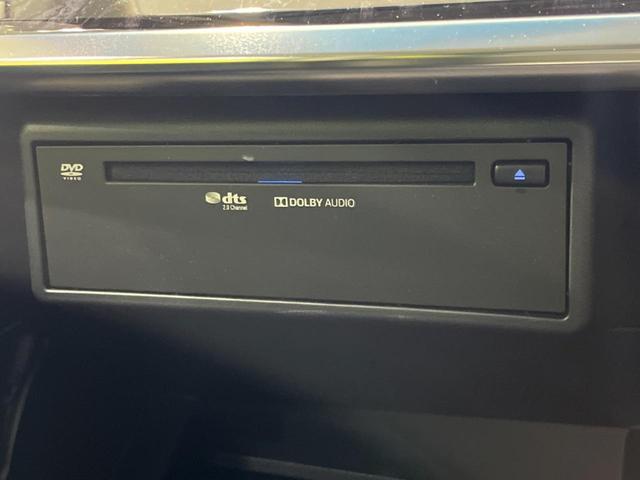 DVD
VIDEO
dts
2.0 Channel
DOLBY AUDIO